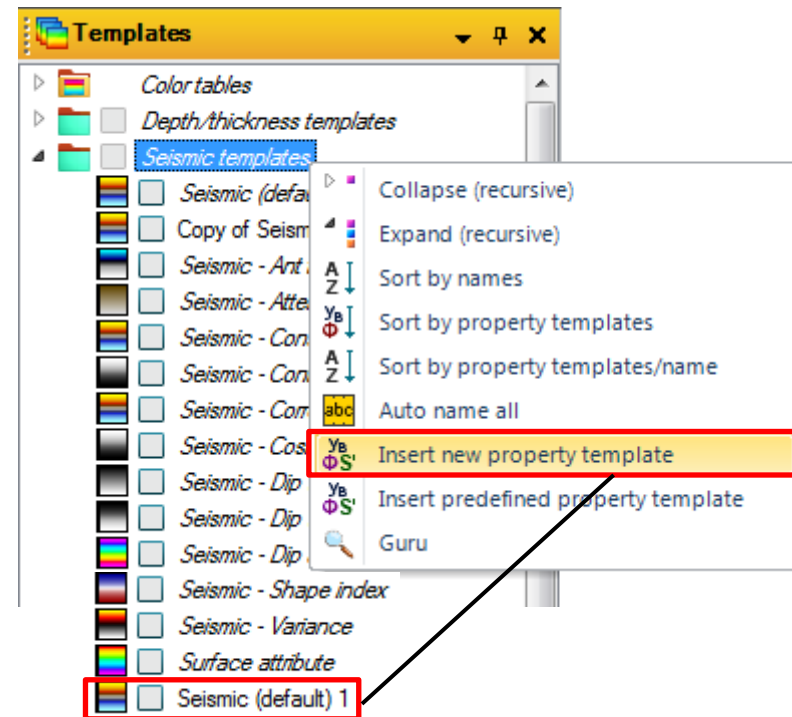 Templates
Color tables
Depth/thickness templates
Seismic templates
Seismic (defau
Copy of Seism
Seismic - Ant
Seismic - Atte
Seismic - Con
Seismic - Con
Seismic - Com
Seismic - Cos
Seismic - Dip
Seismic - Dip
Seismic - Dip
Seismic - Shape index
Seismic - Variance
Surface attribute
Seismic (default) 1
Collapse (recursive)
Expand (recursive)
Sort by names
Sort by property templates
Sort by property templates/name
abc Auto name all
Insert new property template
Insert predefined property template
Guru